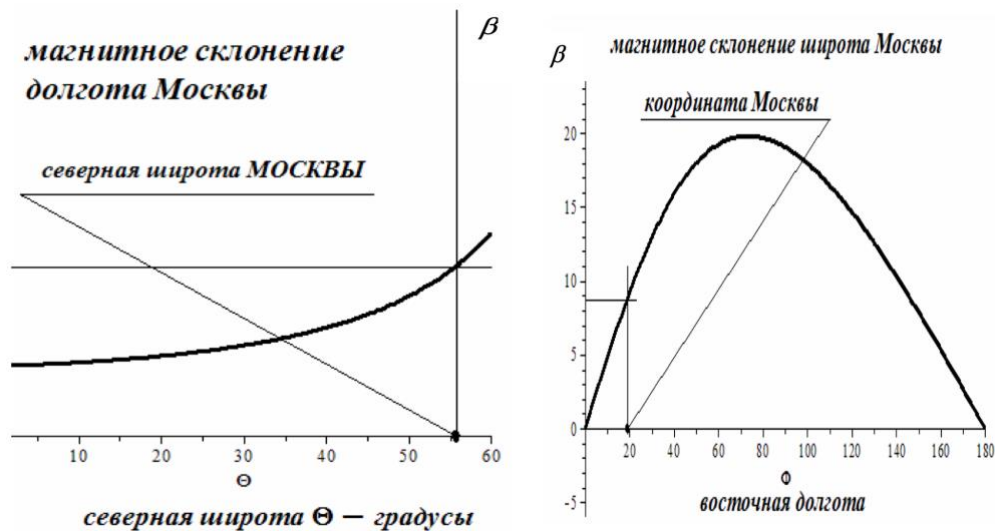 магнитное склонение
долгота Москвы
β
северная широта МОСКВЫ
10 20 30 40 50 60
Θ
северная широта Θ — градусы
магнитное склонение широта Москвы
β
координата Москвы
20
15
10
5
0
-5
20 40 60 80 100 120 140 160 180
Φ
восточная долгота